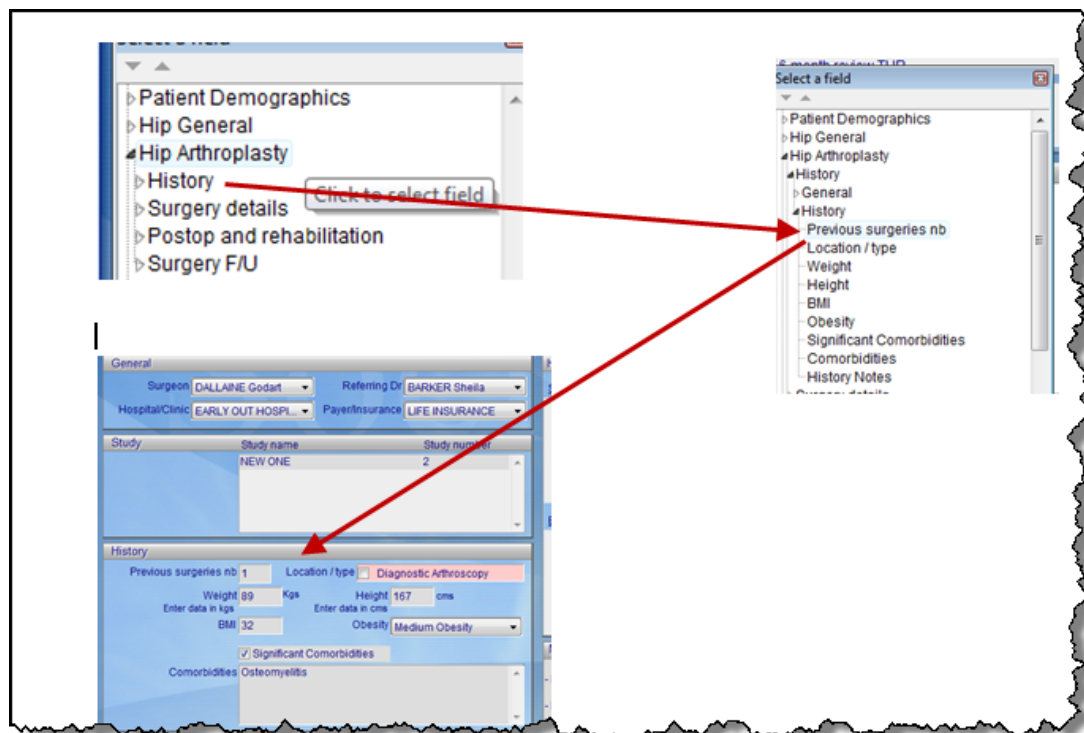 Select a field
Patient Demographics
Hip General
Hip Arthroplasty
History
Click to select field
Surgery details
Postop and rehabilitation
Surgery F/U
6 month review THR
Select a field
Patient Demographics
Hip General
Hip Arthroplasty
History
General
History
Previous surgeries nb
Location / type
Weight
Height
BMI
Obesity
Significant Comorbidities
Comorbidities
History Notes
Surgery details
General
Surgeon DALLAINE Godart Referring Dr BARKER Sheila
Hospital/Clinic EARLY OUT HOSPI... Payer/Insurance LIFE INSURANCE
Study Study name Study number
NEW ONE 2
History
Previous surgeries nb 1 Location / type Diagnostic Arthroscopy
Weight 89 Kgs Height 167 cms
Enter data in kgs Enter data in cms
BMI 32 Obesity Medium Obesity
Significant Comorbidities
Comorbidities Osteomyelitis